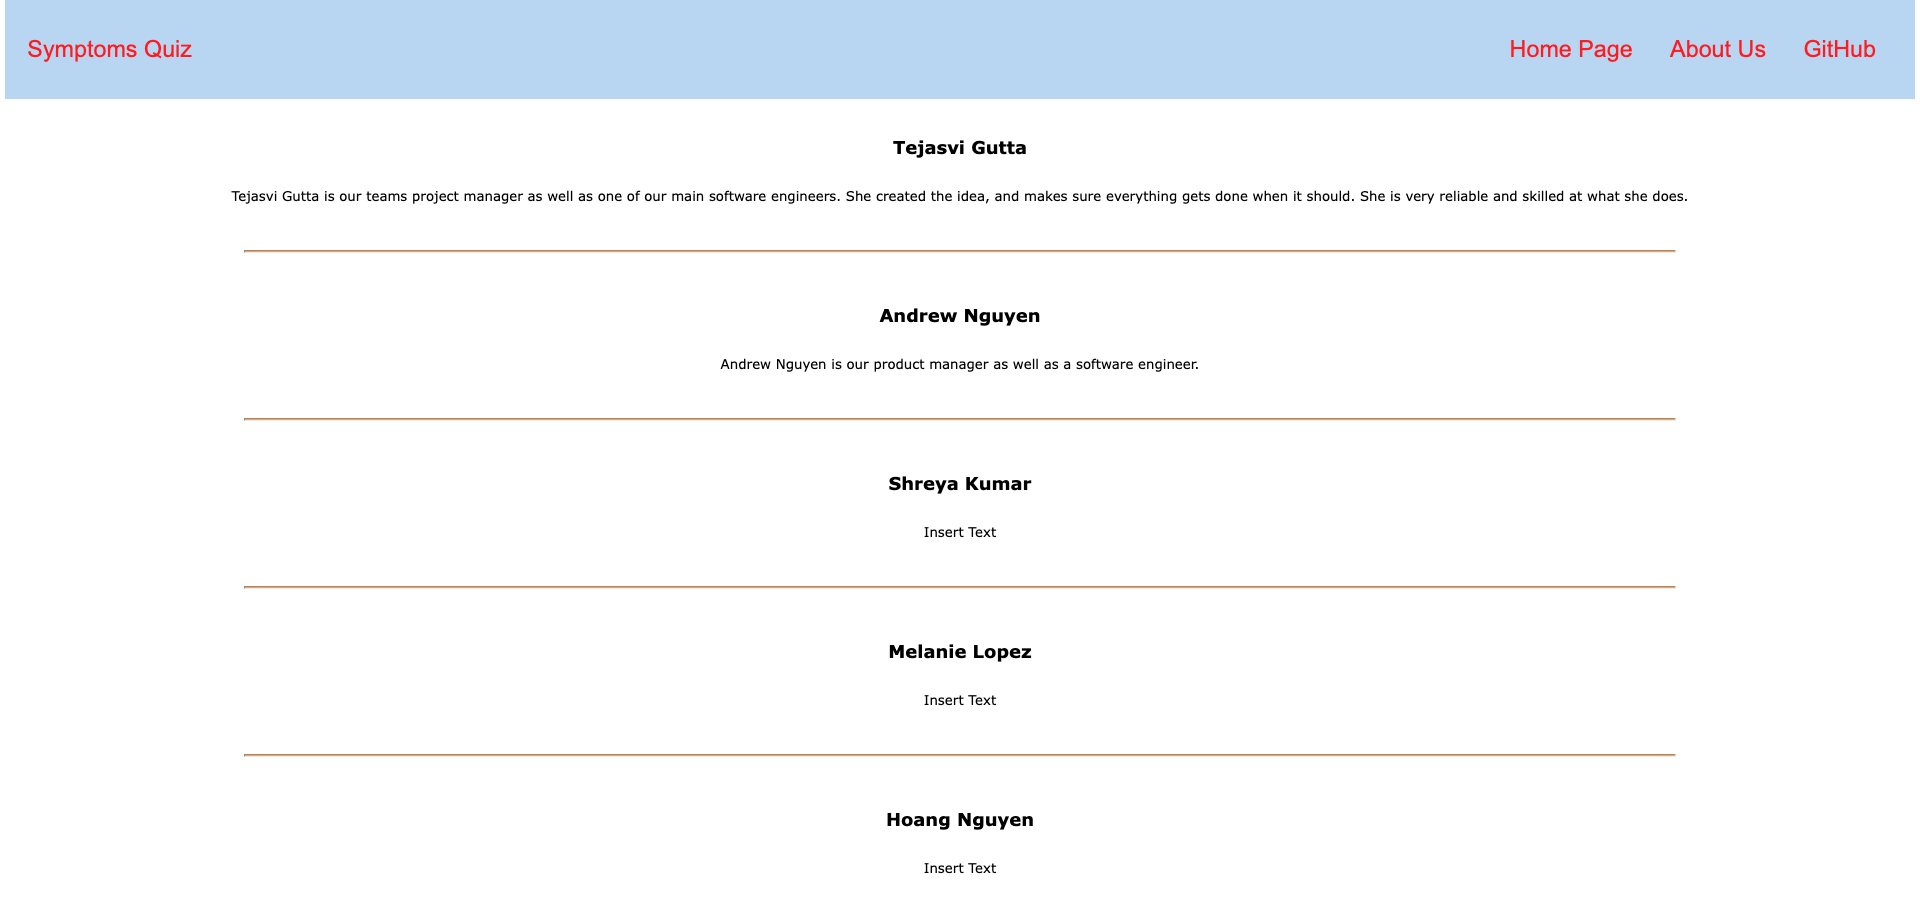 Symptoms Quiz Home Page About Us GitHub
Tejasvi Gutta
Tejasvi Gutta is our teams project manager as well as one of our main software engineers. She created the idea, and makes sure everything gets done when it should. She is very reliable and skilled at what she does.
Andrew Nguyen
Andrew Nguyen is our product manager as well as a software engineer.
Shreya Kumar
Insert Text
Melanie Lopez
Insert Text
Hoang Nguyen
Insert Text